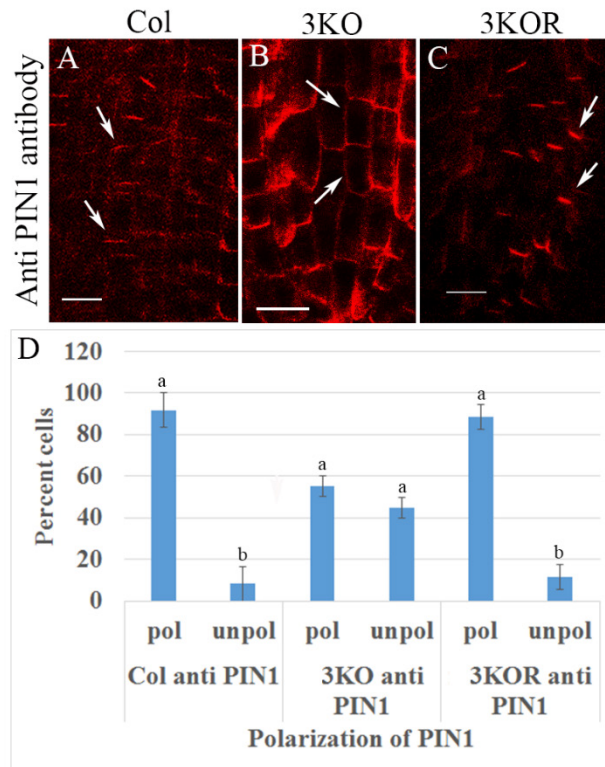 Col 3KO 3KOR
Anti PIN1 antibody
A B C
D
Percent cells
120
100
80
60
40
20
0
a b a a a b
pol unpol pol unpol pol unpol
Col anti PIN1 3KO anti PIN1 3KOR anti PIN1
Polarization of PIN1